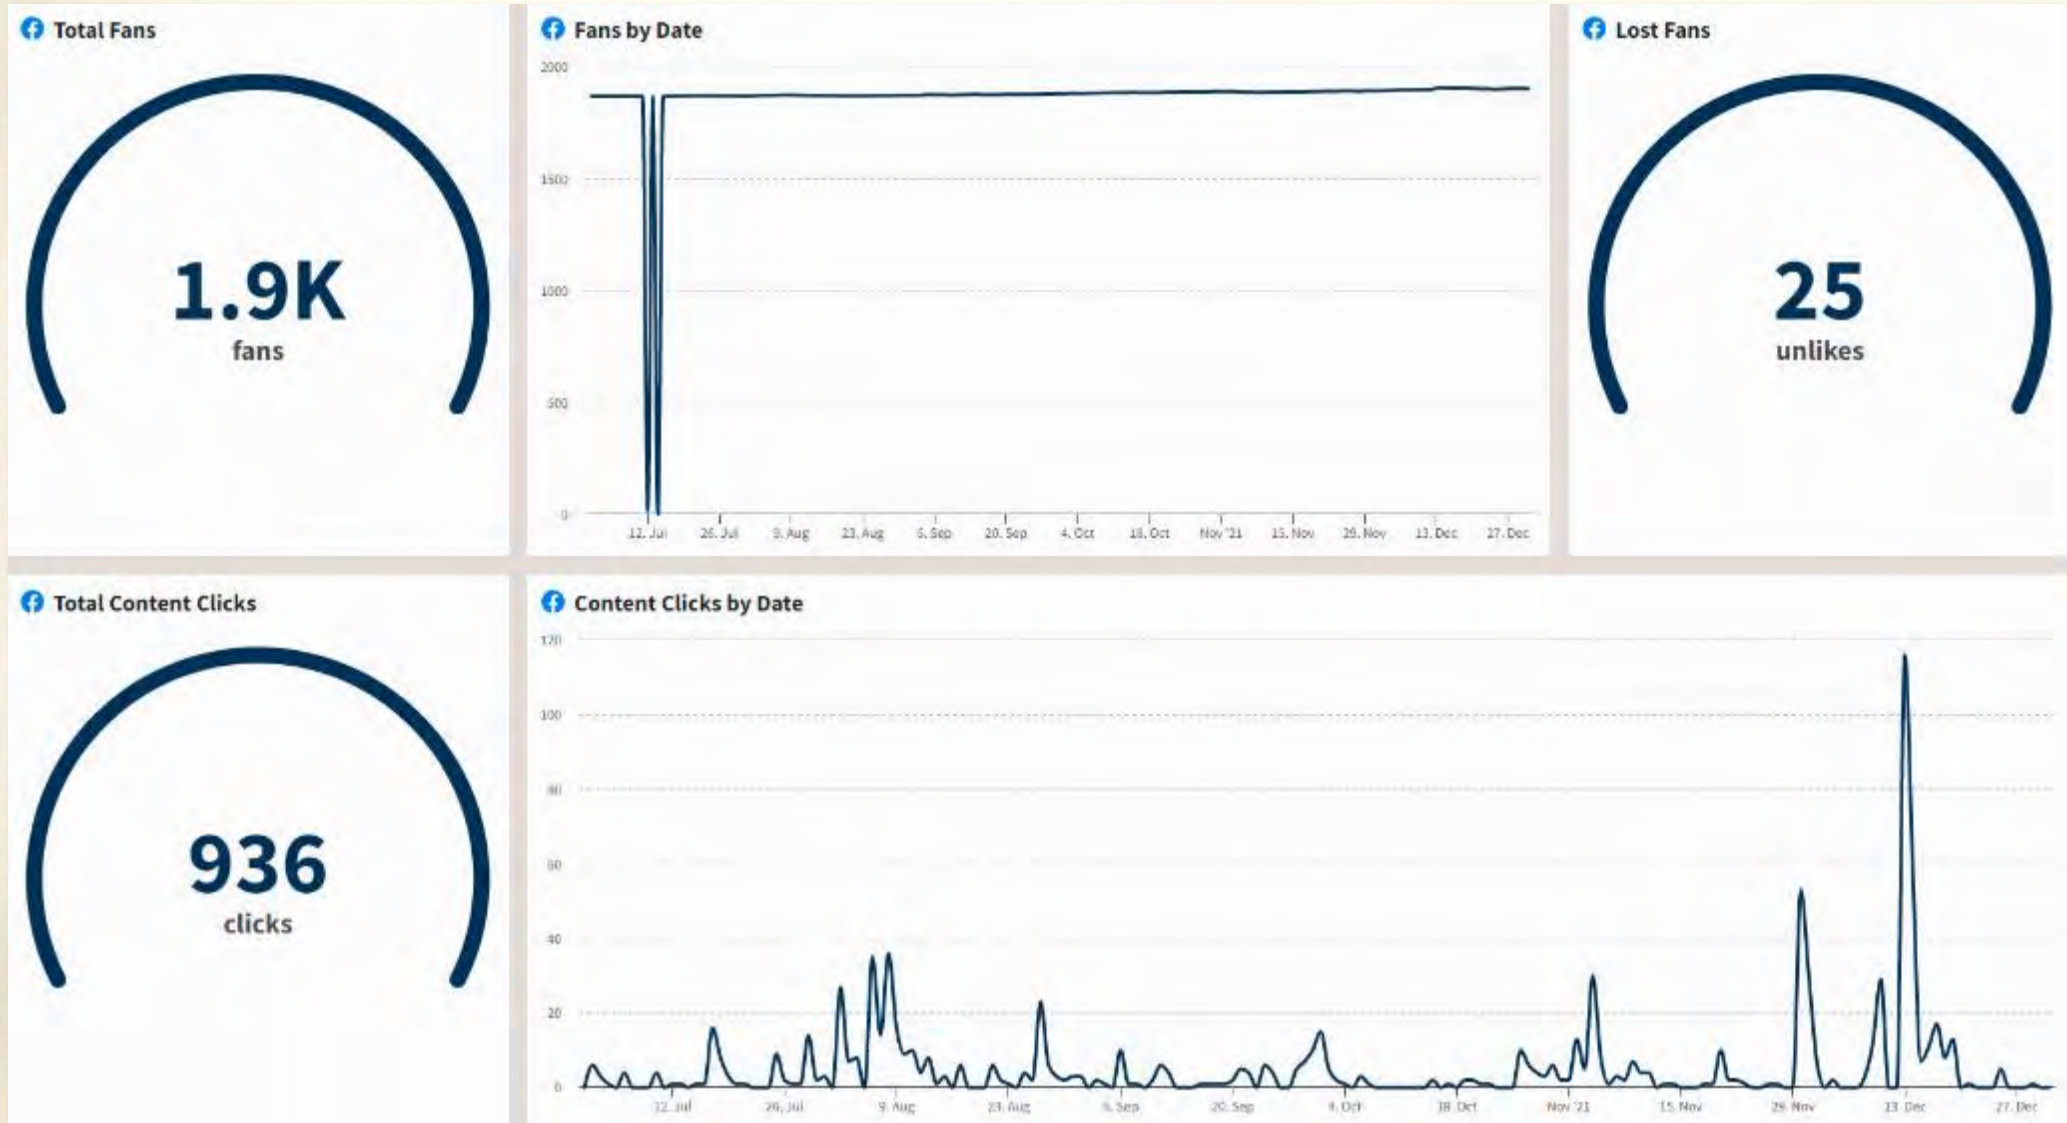 Total Fans
1.9K
fans
Fans by Date
2000
1500
1000
500
0
12. Jul 26. Jul 9. Aug 23. Aug 6. Sep 20. Sep 4. Oct 18. Oct Nov '21 15. Nov 29. Nov 13. Dec 27. Dec
Lost Fans
25
unlikes
Total Content Clicks
936
clicks
Content Clicks by Date
120
100
80
60
40
20
0
12. Jul 26. Jul 9. Aug 23. Aug 6. Sep 20. Sep 4. Oct 18. Oct Nov '21 15. Nov 29. Nov 13. Dec 27. Dec